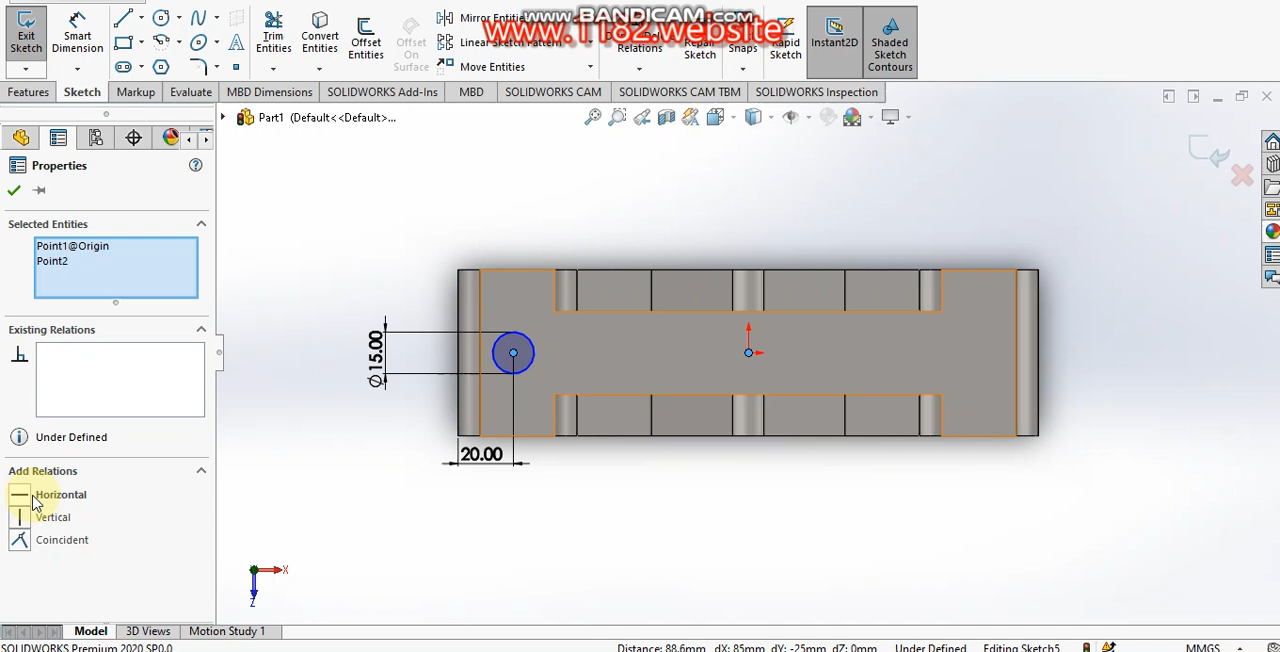 www.BANDICAM.com
www.1182.website
Exit Sketch
Smart Dimension
Trim Entities
Convert Entities
Offset Entities
Offset On Surface
Mirror Entities
Linear Sketch Pattern
Move Entities
Relations
Repair Sketch
Snaps
Rapid Sketch
Instant2D
Shaded Sketch Contours
Features
Sketch
Markup
Evaluate
MBD Dimensions
SOLIDWORKS Add-Ins
MBD
SOLIDWORKS CAM
SOLIDWORKS CAM TBM
SOLIDWORKS Inspection
Part1 (Default<<Default>...
Properties
Selected Entities
Point1@Origin
Point2
Existing Relations
Under Defined
Add Relations
Horizontal
Vertical
Coincident
Ø15.00
20.00
X
Z
Model
3D Views
Motion Study 1
SOLIDWORKS Premium 2020 SP0.0
Distance: 88.6mm dX: 85mm dY: -25mm dZ: 0mm
Under Defined
Editing Sketch5
MMGS